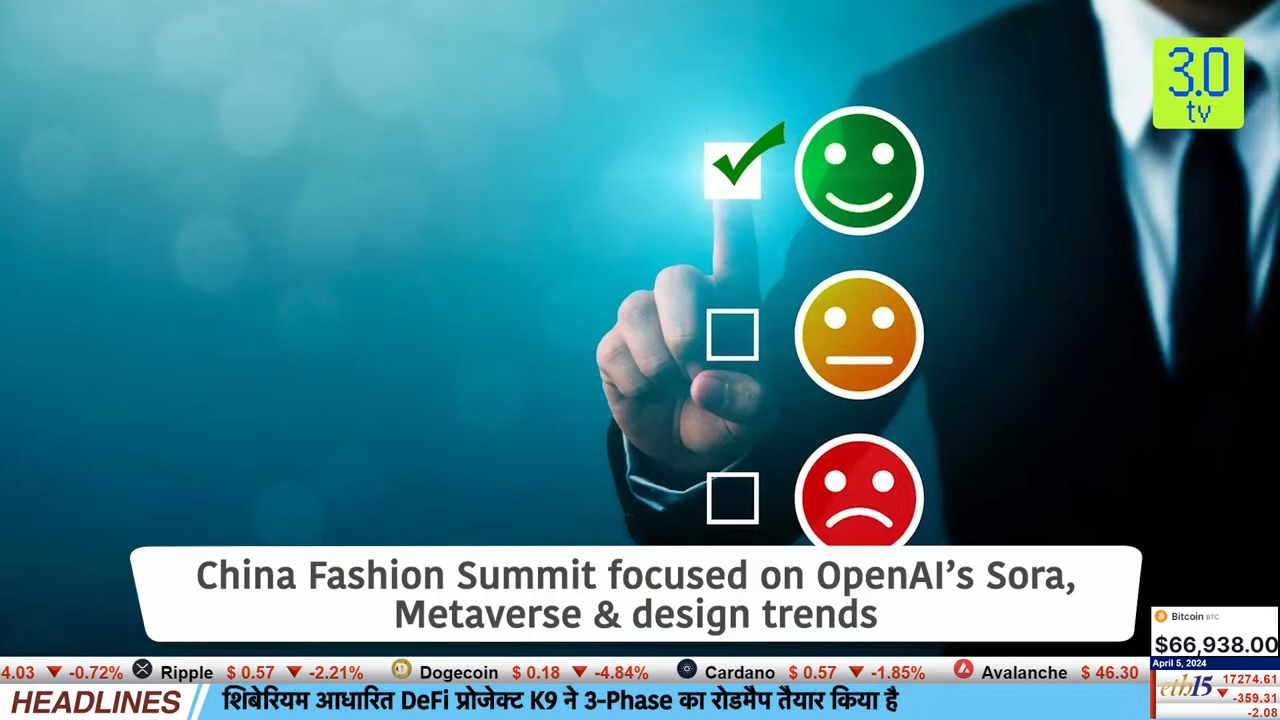 3.0
tv
China Fashion Summit focused on OpenAI's Sora,
Metaverse & design trends
Bitcoin BTC
$66,938.00
April 5, 2024
4.03 ▼ -0.72% Ripple $ 0.57 ▼ -2.21% Dogecoin $ 0.18 ▼ -4.84% Cardano $ 0.57 ▼ -1.85% Avalanche $ 46.30
eth15 17274.61
▼ -359.31
-2.08
HEADLINES शिबेरियम आधारित DeFi प्रोजेक्ट K9 ने 3-Phase का रोडमैप तैयार किया है